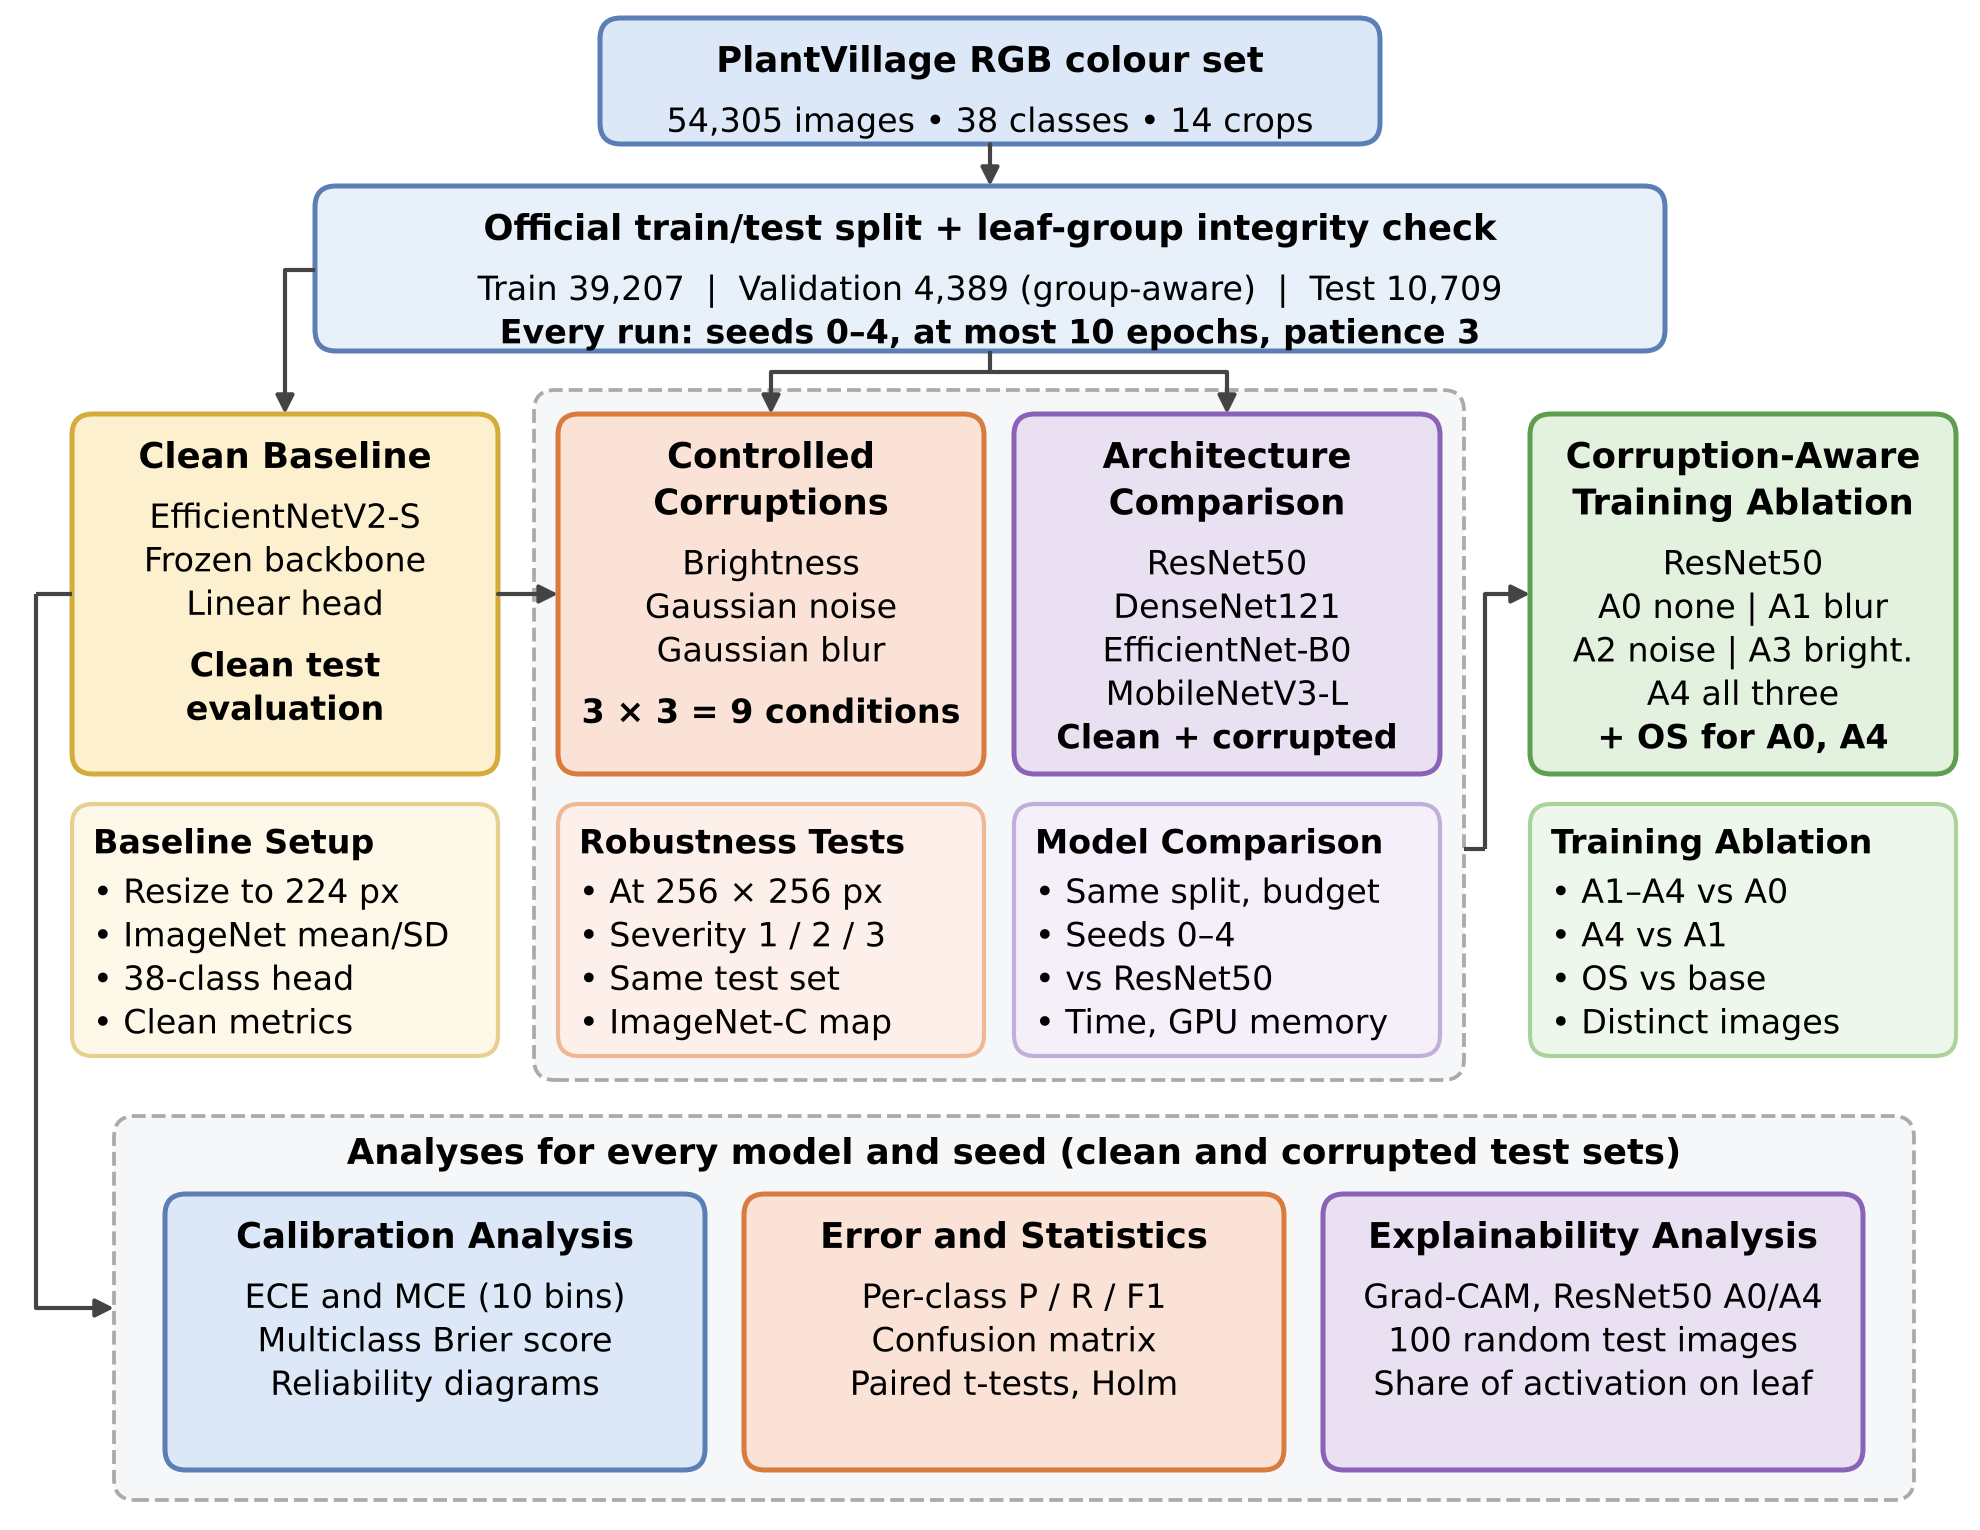 PlantVillage RGB colour set
54,305 images • 38 classes • 14 crops
Official train/test split + leaf-group integrity check
Train 39,207 | Validation 4,389 (group-aware) | Test 10,709
Every run: seeds 0–4, at most 10 epochs, patience 3
Clean Baseline
EfficientNetV2-S
Frozen backbone
Linear head
Clean test
evaluation
Controlled
Corruptions
Brightness
Gaussian noise
Gaussian blur
3 × 3 = 9 conditions
Architecture
Comparison
ResNet50
DenseNet121
EfficientNet-B0
MobileNetV3-L
Clean + corrupted
Corruption-Aware
Training Ablation
ResNet50
A0 none | A1 blur
A2 noise | A3 bright.
A4 all three
+ OS for A0, A4
Baseline Setup
• Resize to 224 px
• ImageNet mean/SD
• 38-class head
• Clean metrics
Robustness Tests
• At 256 × 256 px
• Severity 1 / 2 / 3
• Same test set
• ImageNet-C map
Model Comparison
• Same split, budget
• Seeds 0–4
• vs ResNet50
• Time, GPU memory
Training Ablation
• A1–A4 vs A0
• A4 vs A1
• OS vs base
• Distinct images
Analyses for every model and seed (clean and corrupted test sets)
Calibration Analysis
ECE and MCE (10 bins)
Multiclass Brier score
Reliability diagrams
Error and Statistics
Per-class P / R / F1
Confusion matrix
Paired t-tests, Holm
Explainability Analysis
Grad-CAM, ResNet50 A0/A4
100 random test images
Share of activation on leaf